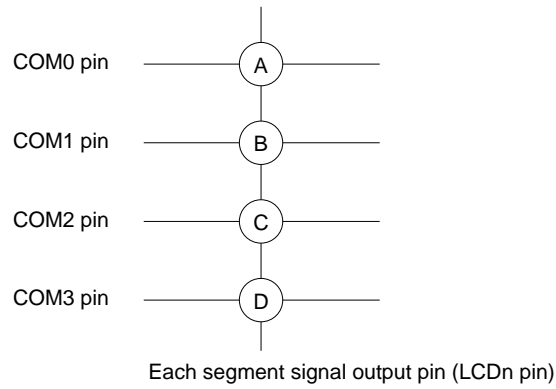 COM0 pin
A
COM1 pin
B
COM2 pin
C
COM3 pin
D
Each segment signal output pin (LCDn pin)